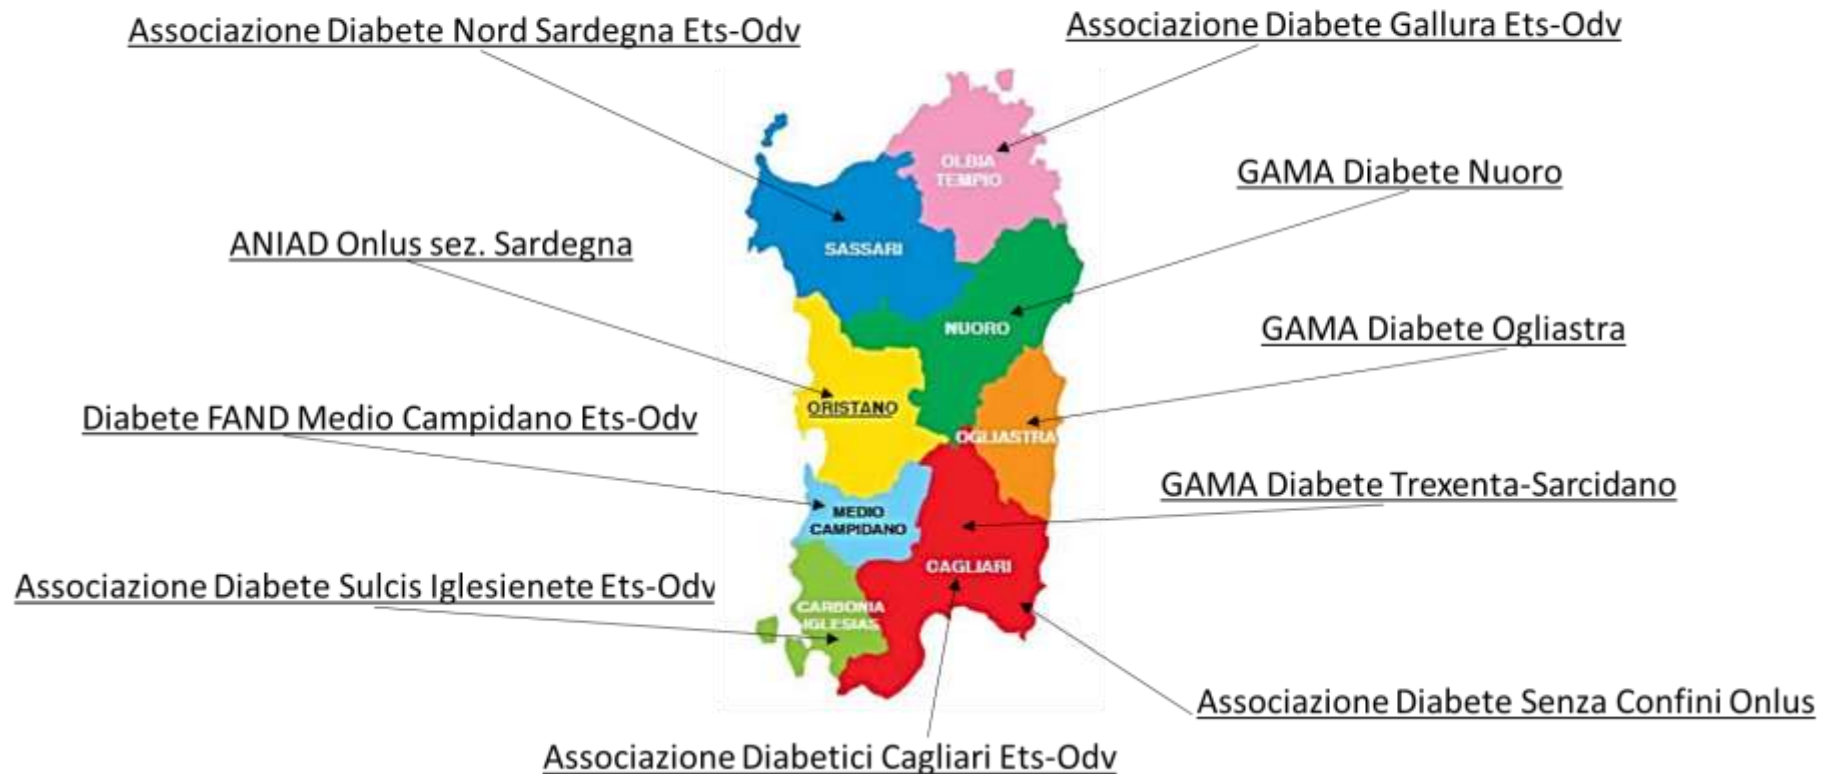 Associazione Diabete Nord Sardegna Ets-Odv
Associazione Diabete Gallura Ets-Odv
OLBIA
TEMPIO
GAMA Diabete Nuoro
ANIAD Onlus sez. Sardegna
SASSARI
NUORO
GAMA Diabete Ogliastra
ORISTANO
Diabete FAND Medio Campidano Ets-Odv
OGLIASTRA
GAMA Diabete Trexenta-Sarcidano
MEDIO
CAMPIDANO
CAGLIARI
Associazione Diabete Sulcis Iglesienete Ets-Odv
CARBONIA
IGLESIAS
Associazione Diabete Senza Confini Onlus
Associazione Diabetici Cagliari Ets-Odv